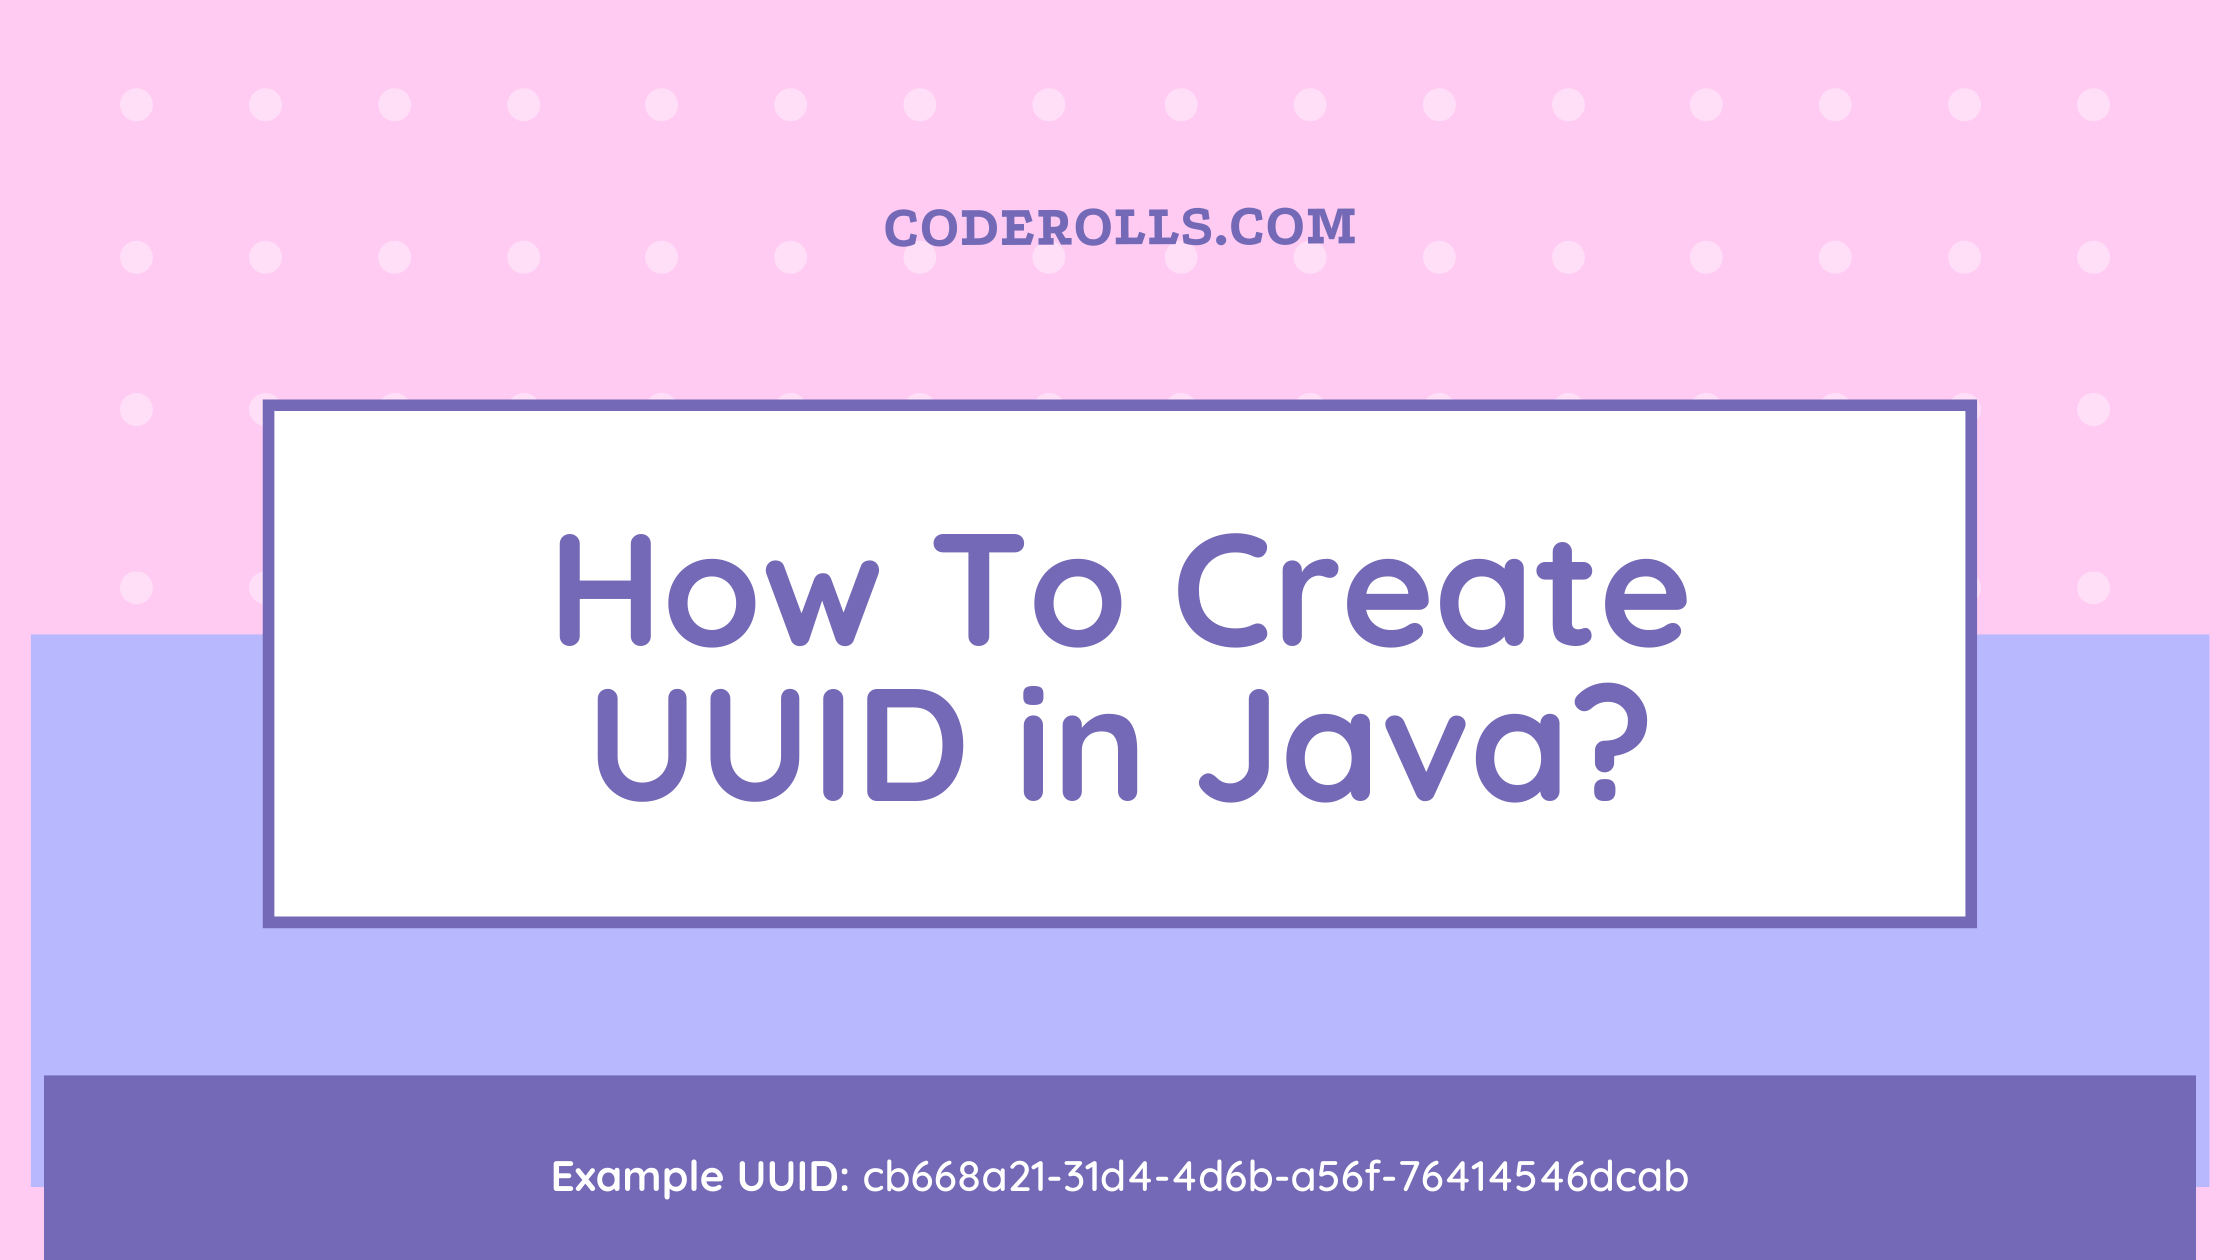 CODEROLLS.COM
How To Create
UUID in Java?
Example UUID: cb668a21-31d4-4d6b-a56f-76414546dcab